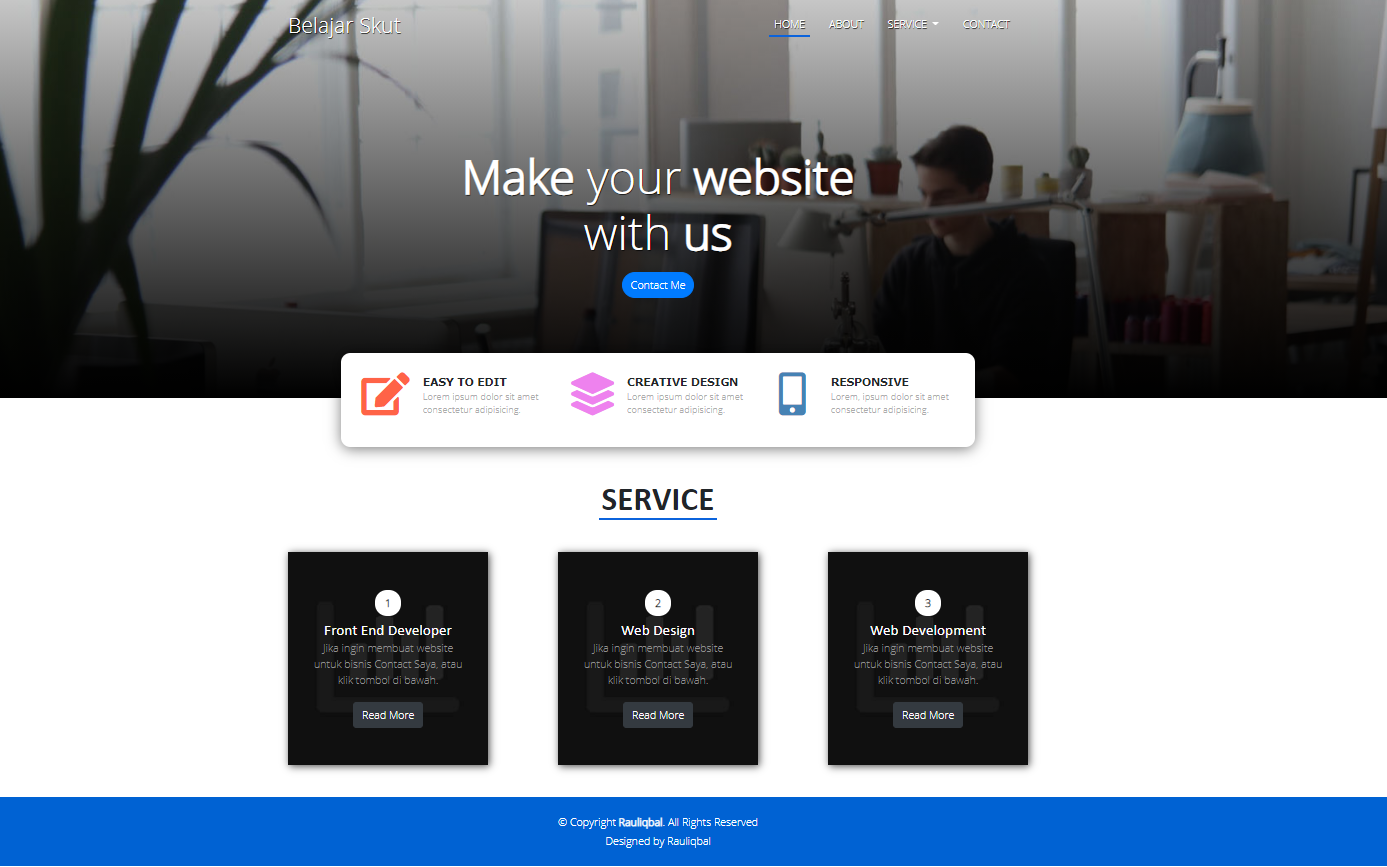 Belajar Skut
HOME ABOUT SERVICE CONTACT
Make your website
with us
Contact Me
EASY TO EDIT
Lorem ipsum dolor sit amet
consectetur adipisicing.
CREATIVE DESIGN
Lorem ipsum dolor sit amet
consectetur adipisicing.
RESPONSIVE
Lorem, ipsum dolor sit amet
consectetur adipisicing.
SERVICE
1
Front End Developer
Jika ingin membuat website
untuk bisnis Contact Saya, atau
klik tombol di bawah.
Read More
2
Web Design
Jika ingin membuat website
untuk bisnis Contact Saya, atau
klik tombol di bawah.
Read More
3
Web Development
Jika ingin membuat website
untuk bisnis Contact Saya, atau
klik tombol di bawah.
Read More
© Copyright RauIiqbal. All Rights Reserved
Designed by RauIiqbal